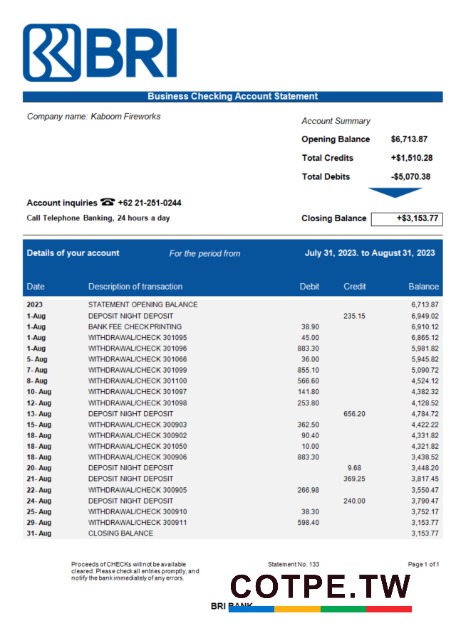 BRI
Business Checking Account Statement
Company name: Kaboom Fireworks
Account Summary
Opening Balance $6,713.87
Total Credits +$1,510.28
Total Debits -$5,070.38
Account inquiries ☎ +62 21-251-0244
Call Telephone Banking, 24 hours a day
Closing Balance +$3,153.77
Details of your account For the period from July 31, 2023. to August 31, 2023
Date Description of transaction Debit Credit Balance
2023 STATEMENT OPENING BALANCE 6,713.87
1-Aug DEPOSIT NIGHT DEPOSIT 235.15 6,949.02
1-Aug BANK FEE CHECK PRINTING 38.90 6,910.12
1-Aug WITHDRAWAL/CHECK 301095 45.00 6,865.12
1-Aug WITHDRAWAL/CHECK 301096 883.30 5,981.82
5- Aug WITHDRAWAL/CHECK 301066 36.00 5,945.82
7- Aug WITHDRAWAL/CHECK 301099 855.10 5,090.72
8- Aug WITHDRAWAL/CHECK 301100 566.60 4,524.12
10- Aug WITHDRAWAL/CHECK 301097 141.80 4,382.32
12- Aug WITHDRAWAL/CHECK 301098 253.80 4,128.52
13- Aug DEPOSIT NIGHT DEPOSIT 656.20 4,784.72
15- Aug WITHDRAWAL/CHECK 300903 362.50 4,422.22
18- Aug WITHDRAWAL/CHECK 300902 90.40 4,331.82
18- Aug WITHDRAWAL/CHECK 301050 10.00 4,321.82
18- Aug WITHDRAWAL/CHECK 300906 883.30 3,438.52
20- Aug DEPOSIT NIGHT DEPOSIT 9.68 3,448.20
21- Aug DEPOSIT NIGHT DEPOSIT 369.25 3,817.45
22- Aug WITHDRAWAL/CHECK 300905 266.98 3,550.47
24- Aug DEPOSIT NIGHT DEPOSIT 240.00 3,790.47
25- Aug WITHDRAWAL/CHECK 300910 38.30 3,752.17
29- Aug WITHDRAWAL/CHECK 300911 598.40 3,153.77
31- Aug CLOSING BALANCE 3,153.77
Proceeds of CHECKs will not be available
cleared. Please check all entries promptly, and
notify the bank immediately of any errors.
Statement No. 133
Page 1 of 1
COTPE.TW
BRI BANK